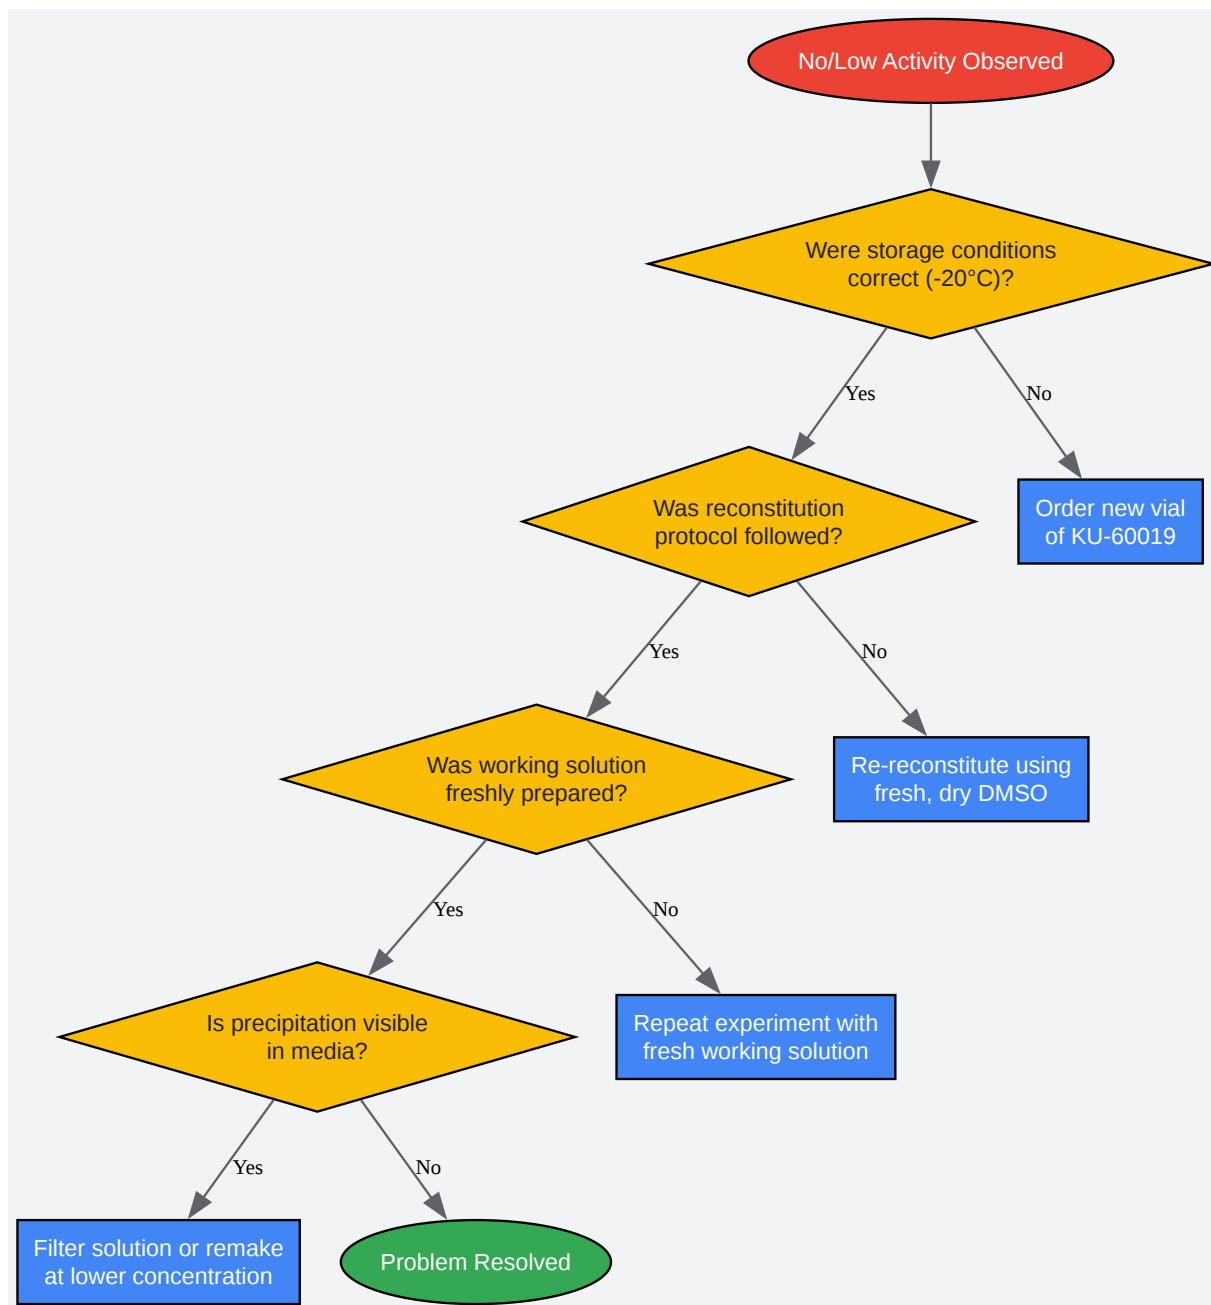 No/Low Activity Observed
Were storage conditions
correct (-20°C)?
Yes
No
Was reconstitution
protocol followed?
Order new vial
of KU-60019
Yes
No
Was working solution
freshly prepared?
Re-reconstitute using
fresh, dry DMSO
Yes
No
Is precipitation visible
in media?
Repeat experiment with
fresh working solution
Yes
No
Filter solution or remake
at lower concentration
Problem Resolved